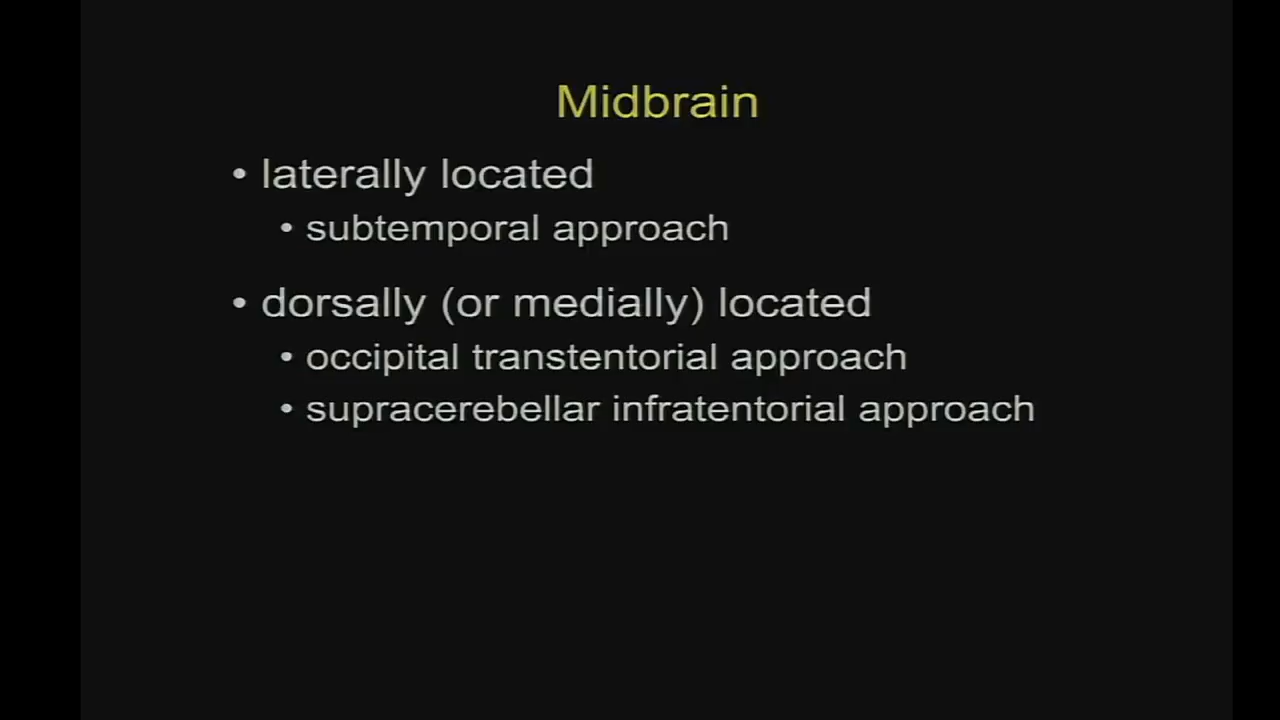 Midbrain
• laterally located
• subtemporal approach
• dorsally (or medially) located
• occipital transtentorial approach
• supracerebellar infratentorial approach